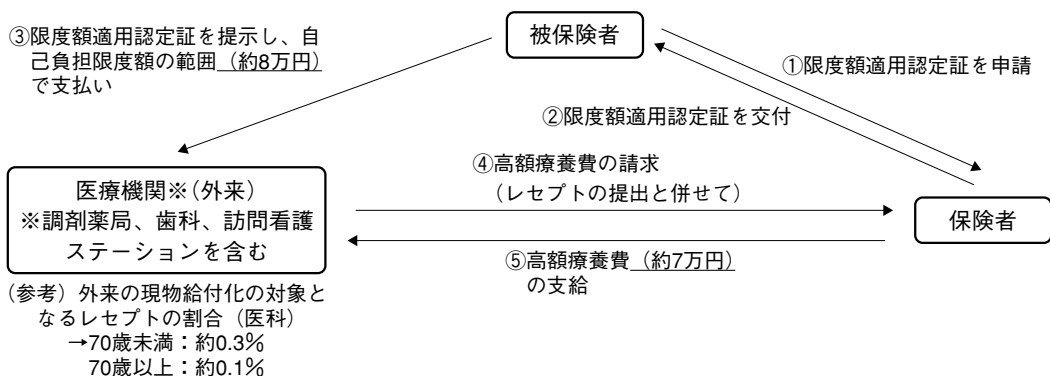 ③限度額適用認定証を提示し、自
己負担限度額の範囲（約8万円）
で支払い
被保険者
①限度額適用認定証を申請
②限度額適用認定証を交付
医療機関※（外来）
※調剤薬局、歯科、訪問看護
ステーションを含む
④高額療養費の請求
（レセプトの提出と併せて）
保険者
⑤高額療養費（約7万円）
の支給
（参考）外来の現物給付化の対象と
なるレセプトの割合（医科）
→70歳未満：約0.3％
70歳以上：約0.1％